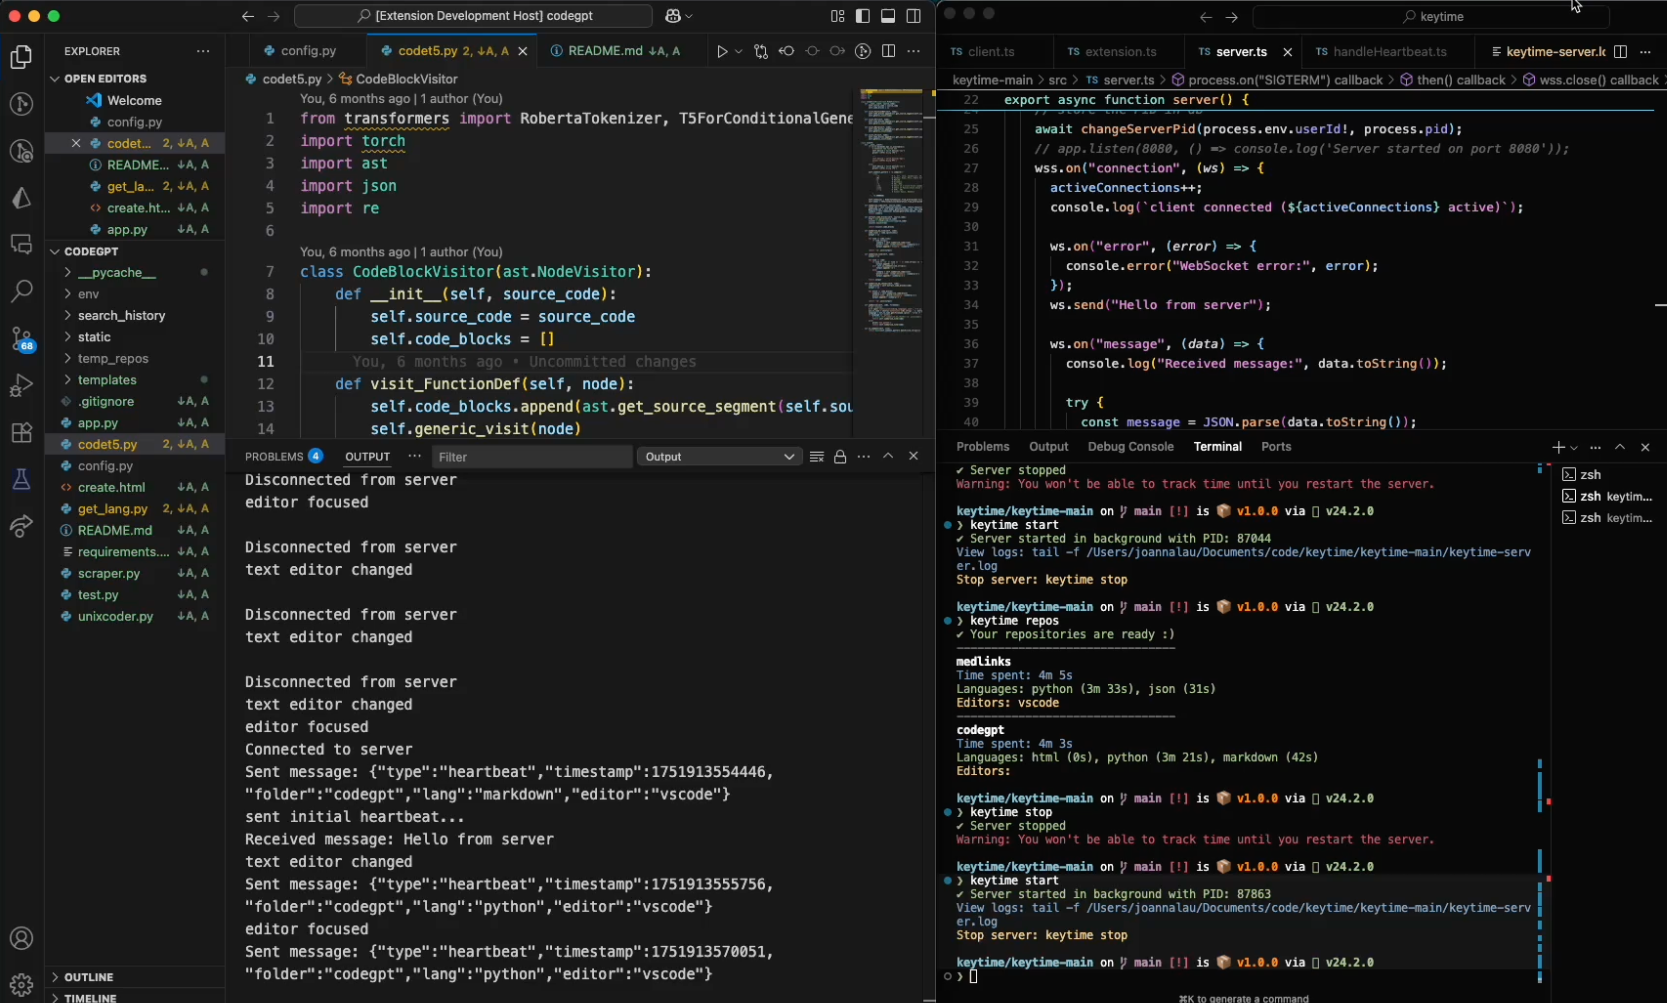 [Extension Development Host] codegpt
EXPLORER
OPEN EDITORS
Welcome
config.py
codet... 2, ↓A, A
README... ↓A, A
get_la... 2, ↓A, A
create.ht... ↓A, A
app.py ↓A, A
CODEGPT
__pycache__
env
search_history
static
temp_repos
templates
.gitignore ↓A, A
app.py ↓A, A
codet5.py 2, ↓A, A
config.py
create.html ↓A, A
get_lang.py 2, ↓A, A
README.md ↓A, A
requirements.... ↓A, A
scraper.py ↓A, A
test.py ↓A, A
unixcoder.py ↓A, A
OUTLINE
TIMELINE
68
config.py
codet5.py 2, ↓A, A
README.md ↓A, A
codet5.py > CodeBlockVisitor
You, 6 months ago | 1 author (You)
1 from transformers import RobertaTokenizer, T5ForConditionalGene
2 import torch
3 import ast
4 import json
5 import re
6
You, 6 months ago | 1 author (You)
7 class CodeBlockVisitor(ast.NodeVisitor):
8 def __init__(self, source_code):
9 self.source_code = source_code
10 self.code_blocks = []
11 You, 6 months ago • Uncommitted changes
12 def visit_FunctionDef(self, node):
13 self.code_blocks.append(ast.get_source_segment(self.sou
14 self.generic_visit(node)
PROBLEMS 4 OUTPUT ··· Filter Output
Disconnected from server
editor focused
Disconnected from server
text editor changed
Disconnected from server
text editor changed
Disconnected from server
text editor changed
editor focused
Connected to server
Sent message: {"type":"heartbeat","timestamp":1751913554446,
"folder":"codegpt","lang":"markdown","editor":"vscode"}
sent initial heartbeat...
Received message: Hello from server
text editor changed
Sent message: {"type":"heartbeat","timestamp":1751913555756,
"folder":"codegpt","lang":"python","editor":"vscode"}
editor focused
Sent message: {"type":"heartbeat","timestamp":1751913570051,
"folder":"codegpt","lang":"python","editor":"vscode"}
keytime
TS client.ts
TS extension.ts
TS server.ts
TS handleHeartbeat.ts
keytime-server.lo
keytime-main > src > TS server.ts > process.on("SIGTERM") callback > then() callback > wss.close() callback >
22 export async function server() {
25 await changeServerPid(process.env.userId!, process.pid);
26 // app.listen(8080, () => console.log('Server started on port 8080'));
27 wss.on("connection", (ws) => {
28 activeConnections++;
29 console.log(`client connected (${activeConnections} active)`);
30
31 ws.on("error", (error) => {
32 console.error("WebSocket error:", error);
33 });
34 ws.send("Hello from server");
35
36 ws.on("message", (data) => {
37 console.log("Received message:", data.toString());
38
39 try {
40 const message = JSON.parse(data.toString());
Problems Output Debug Console Terminal Ports
zsh
zsh keytim...
zsh keytim...
✔ Server stopped
Warning: You won't be able to track time until you restart the server.
keytime/keytime-main on main [!] is v1.0.0 via v24.2.0
❯ keytime start
✔ Server started in background with PID: 87044
View logs: tail -f /Users/joannalau/Documents/code/keytime/keytime-main/keytime-serv
er.log
Stop server: keytime stop
keytime/keytime-main on main [!] is v1.0.0 via v24.2.0
❯ keytime repos
✔ Your repositories are ready :)
medlinks
Time spent: 4m 5s
Languages: python (3m 33s), json (31s)
Editors: vscode
codegpt
Time spent: 4m 3s
Languages: html (0s), python (3m 21s), markdown (42s)
Editors:
keytime/keytime-main on main [!] is v1.0.0 via v24.2.0
❯ keytime stop
✔ Server stopped
Warning: You won't be able to track time until you restart the server.
keytime/keytime-main on main [!] is v1.0.0 via v24.2.0
❯ keytime start
✔ Server started in background with PID: 87863
View logs: tail -f /Users/joannalau/Documents/code/keytime/keytime-main/keytime-serv
er.log
Stop server: keytime stop
keytime/keytime-main on main [!] is v1.0.0 via v24.2.0
❯
⌘K to generate a command